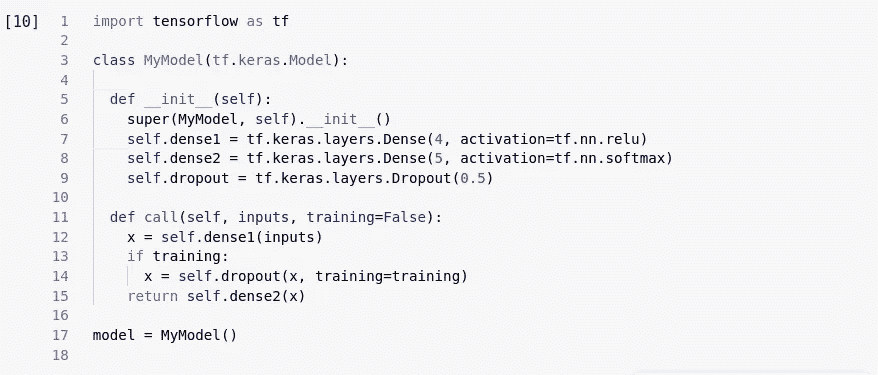 [10] 1 import tensorflow as tf
2
3 class MyModel(tf.keras.Model):
4
5 def __init__(self):
6 super(MyModel, self).__init__()
7 self.dense1 = tf.keras.layers.Dense(4, activation=tf.nn.relu)
8 self.dense2 = tf.keras.layers.Dense(5, activation=tf.nn.softmax)
9 self.dropout = tf.keras.layers.Dropout(0.5)
10
11 def call(self, inputs, training=False):
12 x = self.dense1(inputs)
13 if training:
14 x = self.dropout(x, training=training)
15 return self.dense2(x)
16
17 model = MyModel()
18